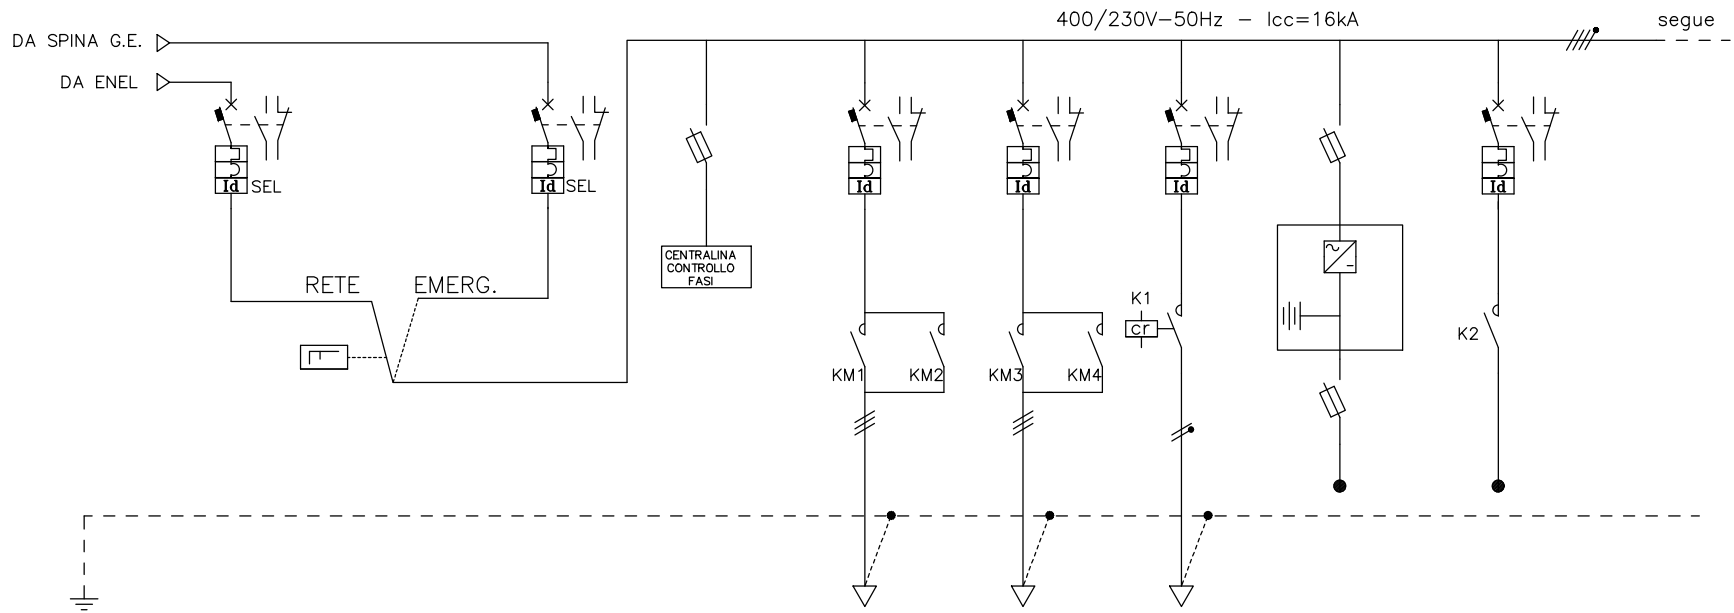 400/230V-50Hz - Icc=16kA
segue
DA SPINA G.E.
DA ENEL
Id SEL
Id SEL
Id
Id
Id
Id
CENTRALINA
CONTROLLO
FASI
RETE
EMERG.
K1
cr
K2
KM1
KM2
KM3
KM4